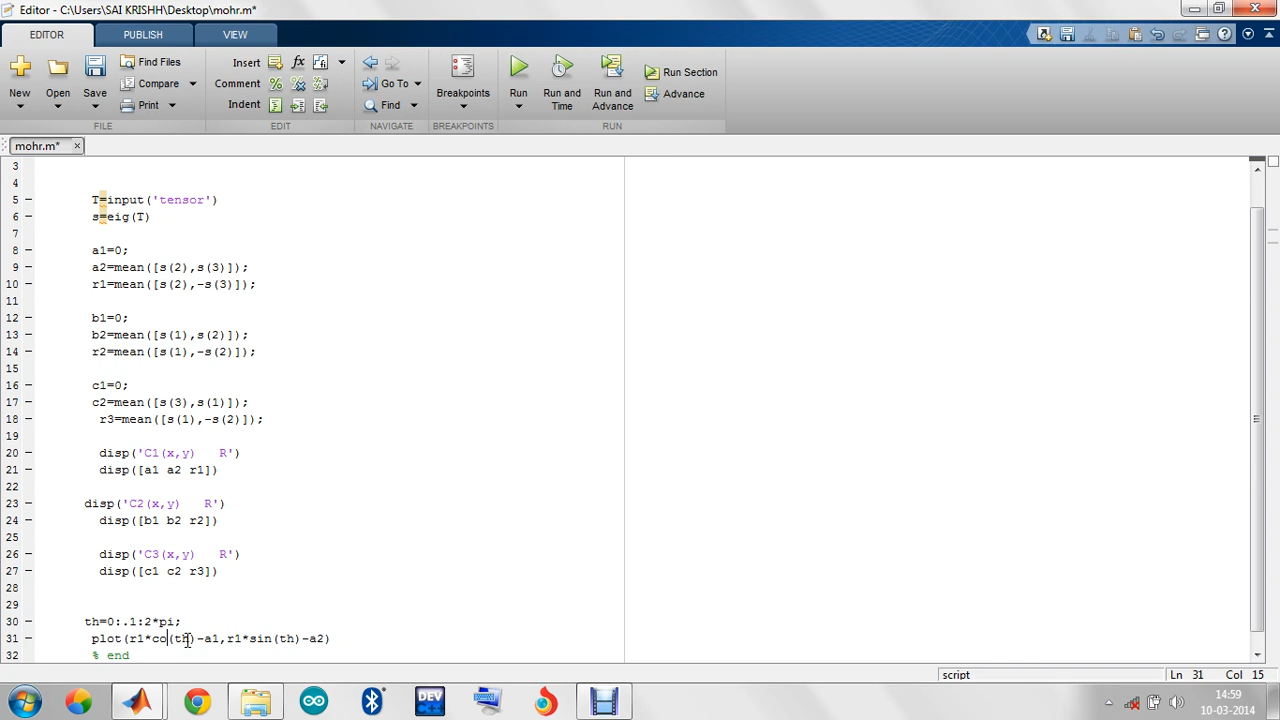 Editor - C:\Users\SAI KRISHH\Desktop\mohr.m*
EDITOR PUBLISH VIEW
New Open Save Find Files Compare Print
Insert fx Comment Indent
Go To Find
Breakpoints
Run Run and Time Run and Advance Run Section Advance
FILE EDIT NAVIGATE BREAKPOINTS RUN
mohr.m* ×
3
4
5 - T=input('tensor')
6 - s=eig(T)
7
8 - a1=0;
9 - a2=mean([s(2),s(3)]);
10 - r1=mean([s(2),-s(3)]);
11
12 - b1=0;
13 - b2=mean([s(1),s(2)]);
14 - r2=mean([s(1),-s(2)]);
15
16 - c1=0;
17 - c2=mean([s(3),s(1)]);
18 - r3=mean([s(1),-s(2)]);
19
20 - disp('C1(x,y)   R')
21 - disp([a1 a2 r1])
22
23 - disp('C2(x,y)   R')
24 - disp([b1 b2 r2])
25
26 - disp('C3(x,y)   R')
27 - disp([c1 c2 r3])
28
29
30 - th=0:.1:2*pi;
31 - plot(r1*co(th)-a1,r1*sin(th)-a2)
32 % end
script Ln 31 Col 15
DEV
14:59
10-03-2014